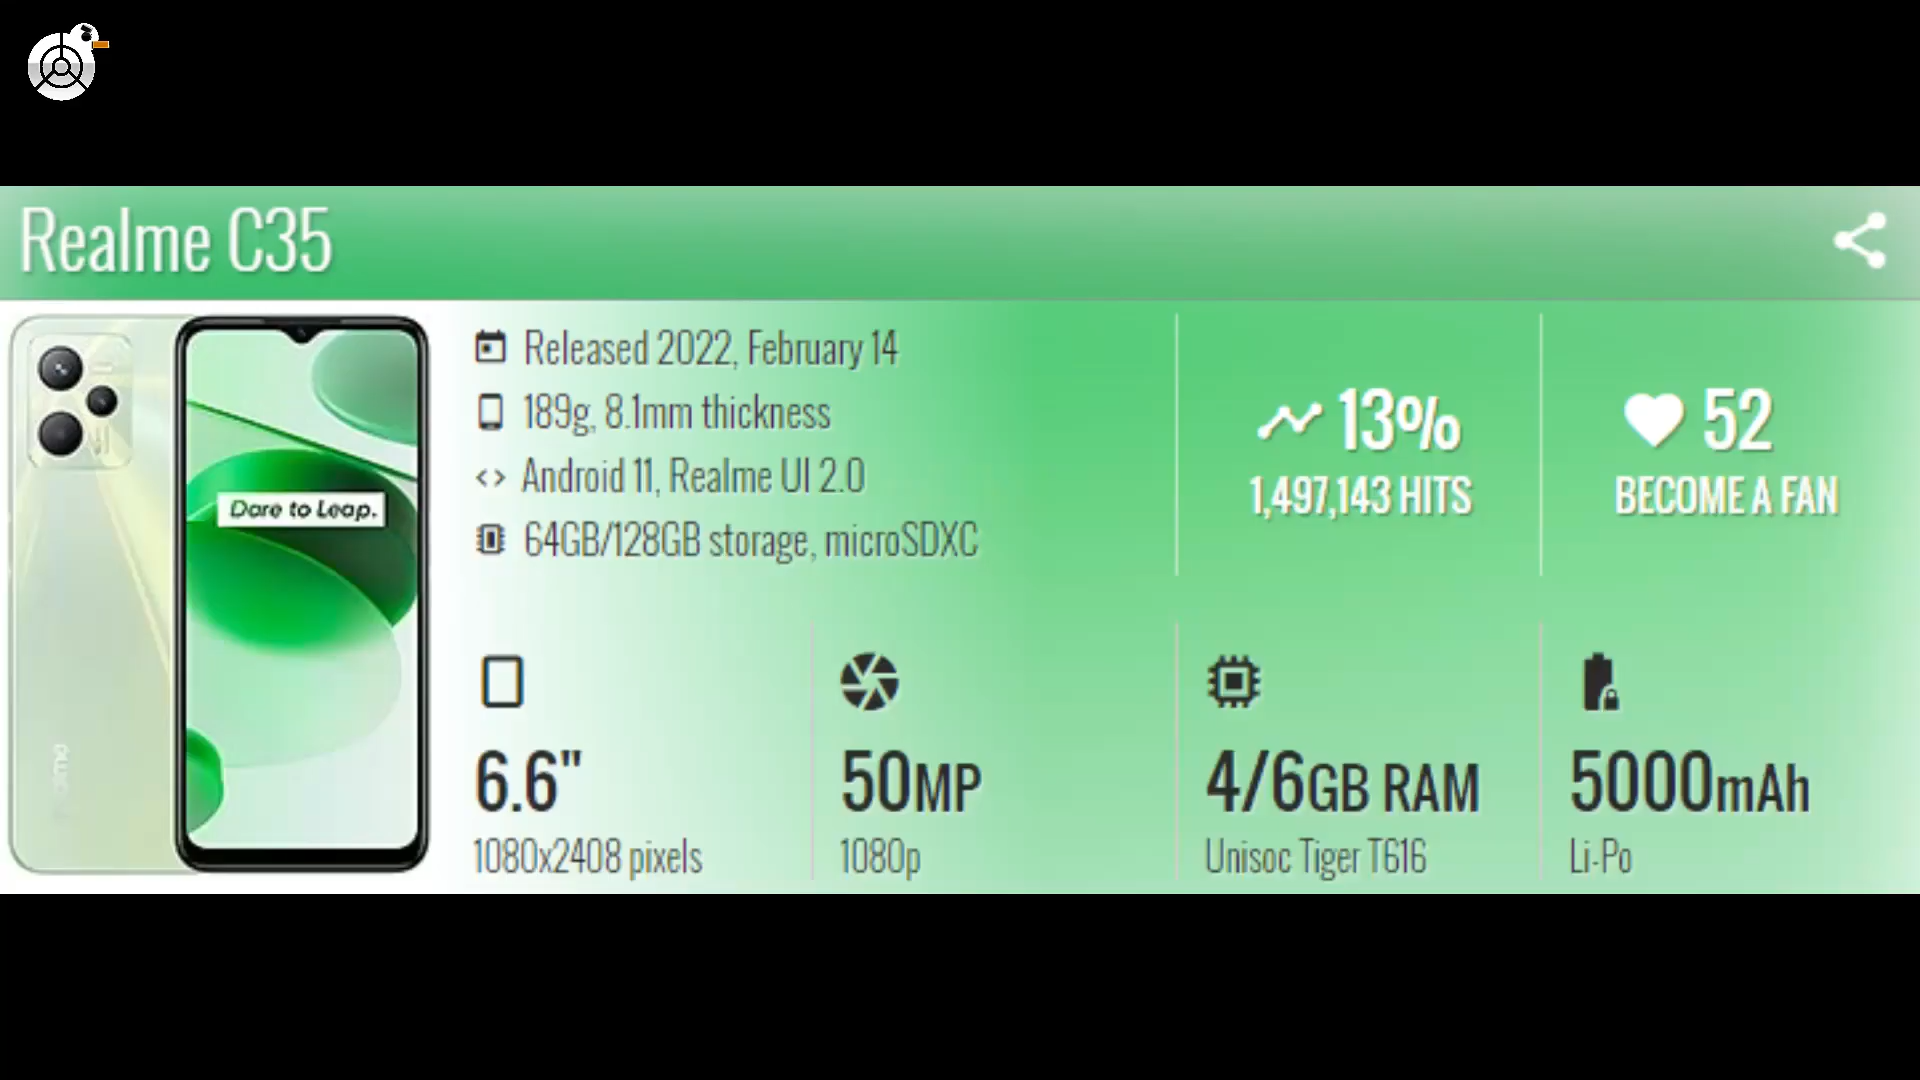 Realme C35
Released 2022, February 14
189g, 8.1mm thickness
Android 11, Realme UI 2.0
64GB/128GB storage, microSDXC
13%
1,497,143 HITS
52
BECOME A FAN
Dare to Leap.
realme
6.6"
1080x2408 pixels
50MP
1080p
4/6GB RAM
Unisoc Tiger T616
5000mAh
Li-Po